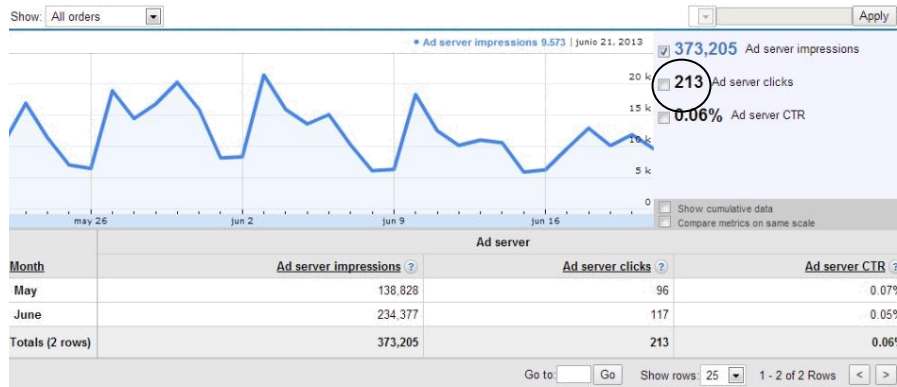 Show: All orders Apply
Ad server impressions 9.573 | junio 21, 2013
373,205 Ad server impressions
213 Ad server clicks
0.06% Ad server CTR
20 k
15 k
10 k
5 k
0
may 26 jun 2 jun 9 jun 16
Show cumulative data
Compare metrics on same scale
Ad server
Month Ad server impressions ? Ad server clicks ? Ad server CTR ?
May 138,828 96 0.07%
June 234,377 117 0.05%
Totals (2 rows) 373,205 213 0.06%
Go to: Go Show rows: 25 1 - 2 of 2 Rows < >